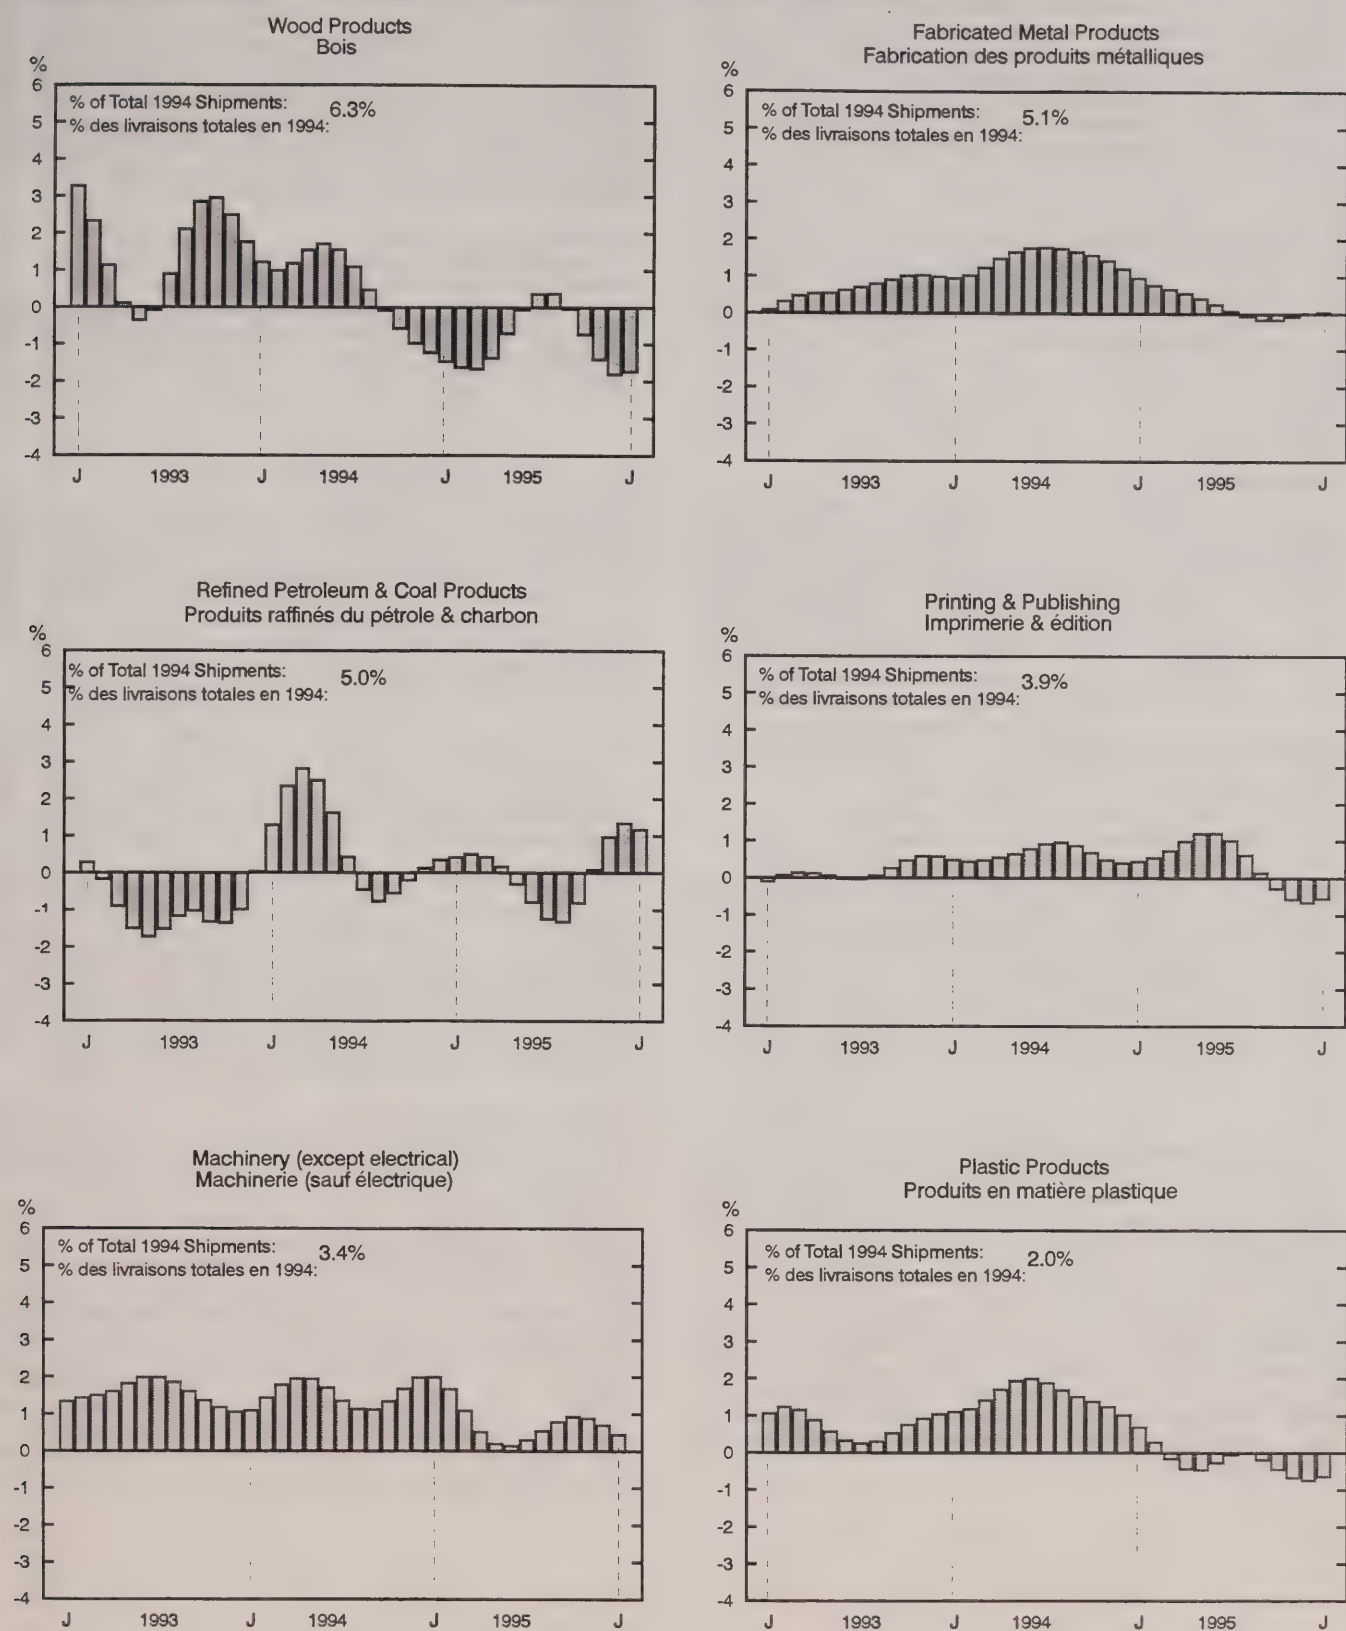 Wood Products
Bois
%
% of Total 1994 Shipments: 6.3%
% des livraisons totales en 1994:
6
5
4
3
2
1
0
-1
-2
-3
-4
J 1993 J 1994 J 1995 J
Fabricated Metal Products
Fabrication des produits métalliques
%
% of Total 1994 Shipments: 5.1%
% des livraisons totales en 1994:
6
5
4
3
2
1
0
-1
-2
-3
-4
J 1993 J 1994 J 1995 J
Refined Petroleum & Coal Products
Produits raffinés du pétrole & charbon
%
% of Total 1994 Shipments: 5.0%
% des livraisons totales en 1994:
6
5
4
3
2
1
0
-1
-2
-3
-4
J 1993 J 1994 J 1995 J
Printing & Publishing
Imprimerie & édition
%
% of Total 1994 Shipments: 3.9%
% des livraisons totales en 1994:
6
5
4
3
2
1
0
-1
-2
-3
-4
J 1993 J 1994 J 1995 J
Machinery (except electrical)
Machinerie (sauf électrique)
%
% of Total 1994 Shipments: 3.4%
% des livraisons totales en 1994:
6
5
4
3
2
1
0
-1
-2
-3
-4
J 1993 J 1994 J 1995 J
Plastic Products
Produits en matière plastique
%
% of Total 1994 Shipments: 2.0%
% des livraisons totales en 1994:
6
5
4
3
2
1
0
-1
-2
-3
-4
J 1993 J 1994 J 1995 J